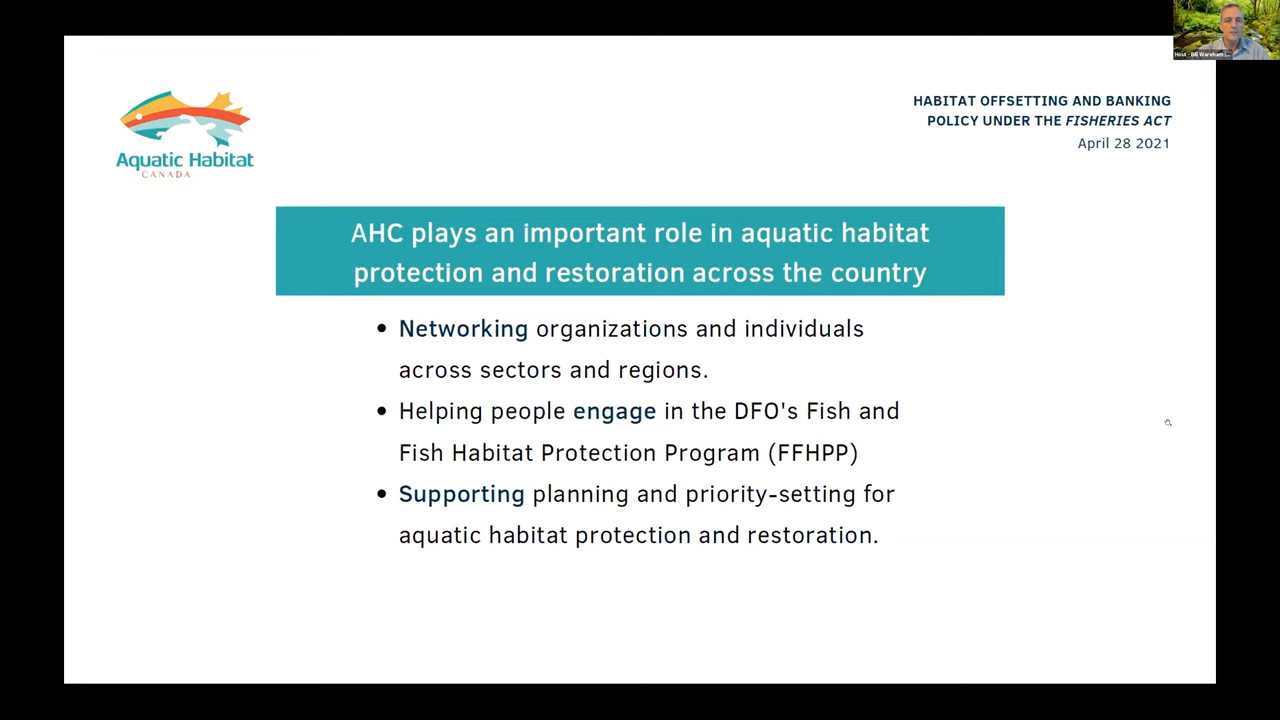 Host - Bill Wareham (...
HABITAT OFFSETTING AND BANKING
POLICY UNDER THE FISHERIES ACT
April 28 2021
Aquatic Habitat
CANADA
AHC plays an important role in aquatic habitat
protection and restoration across the country
• Networking organizations and individuals
across sectors and regions.
• Helping people engage in the DFO's Fish and
Fish Habitat Protection Program (FFHPP)
• Supporting planning and priority-setting for
aquatic habitat protection and restoration.